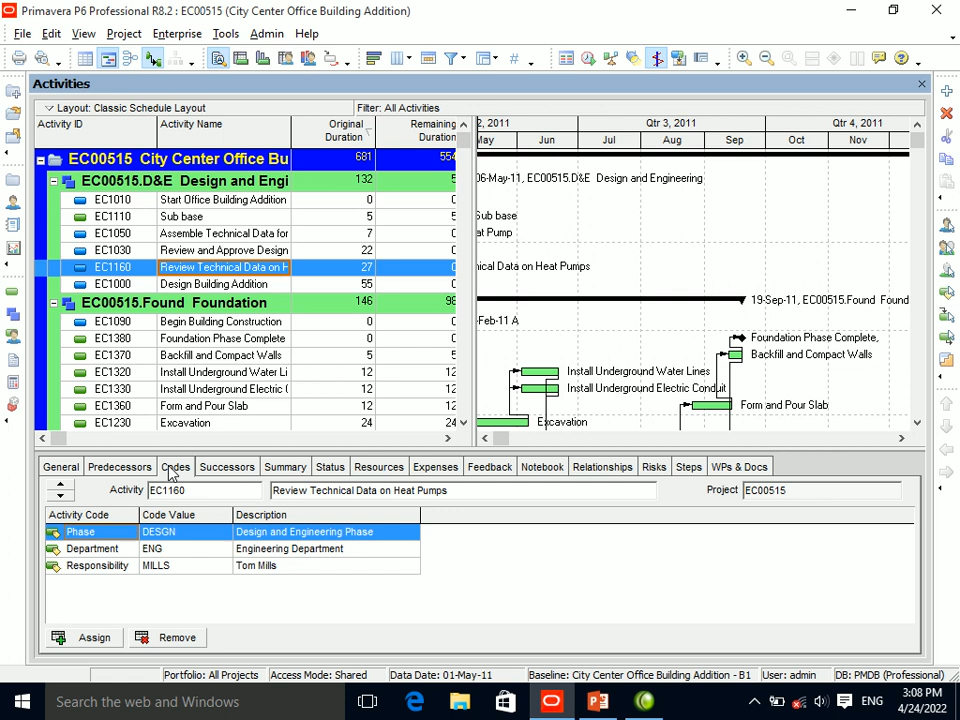 Primavera P6 Professional R8.2 : EC00515 (City Center Office Building Addition)
File Edit View Project Enterprise Tools Admin Help
Activities
Layout: Classic Schedule Layout Filter: All Activities
Activity ID Activity Name Original Duration Remaining Duration
2, 2011 Qtr 3, 2011 Qtr 4, 2011
May Jun Jul Aug Sep Oct Nov
EC00515 City Center Office Bu 681 554
EC00515.D&E Design and Engi 132 5 06-May-11, EC00515.D&E Design and Engineering
EC1010 Start Office Building Addition 0
EC1110 Sub base 5 5 Sub base
EC1050 Assemble Technical Data for 7 at Pump
EC1030 Review and Approve Design 22 0
EC1160 Review Technical Data on H 27 0 nical Data on Heat Pumps
EC1000 Design Building Addition 55 0
EC00515.Found Foundation 146 98 19-Sep-11, EC00515.Found Found
EC1090 Begin Building Construction 0 0 -Feb-11 A
EC1380 Foundation Phase Complete 0 0 Foundation Phase Complete,
EC1370 Backfill and Compact Walls 5 5 Backfill and Compact Walls
EC1320 Install Underground Water Li 12 12 Install Underground Water Lines
EC1330 Install Underground Electric ( 12 12 Install Underground Electric Conduit
EC1360 Form and Pour Slab 12 12 Form and Pour Slab
EC1230 Excavation 24 24 Excavation
General Predecessors Codes Successors Summary Status Resources Expenses Feedback Notebook Relationships Risks Steps WPs & Docs
Activity EC1160 Review Technical Data on Heat Pumps Project EC00515
Activity Code Code Value Description
Phase DESGN Design and Engineering Phase
Department ENG Engineering Department
Responsibility MILLS Tom Mills
Assign Remove
Portfolio: All Projects Access Mode: Shared Data Date: 01-May-11 Baseline: City Center Office Building Addition - B1 User: admin DB: PMDB (Professional)
Search the web and Windows ENG 3:08 PM
4/24/2022